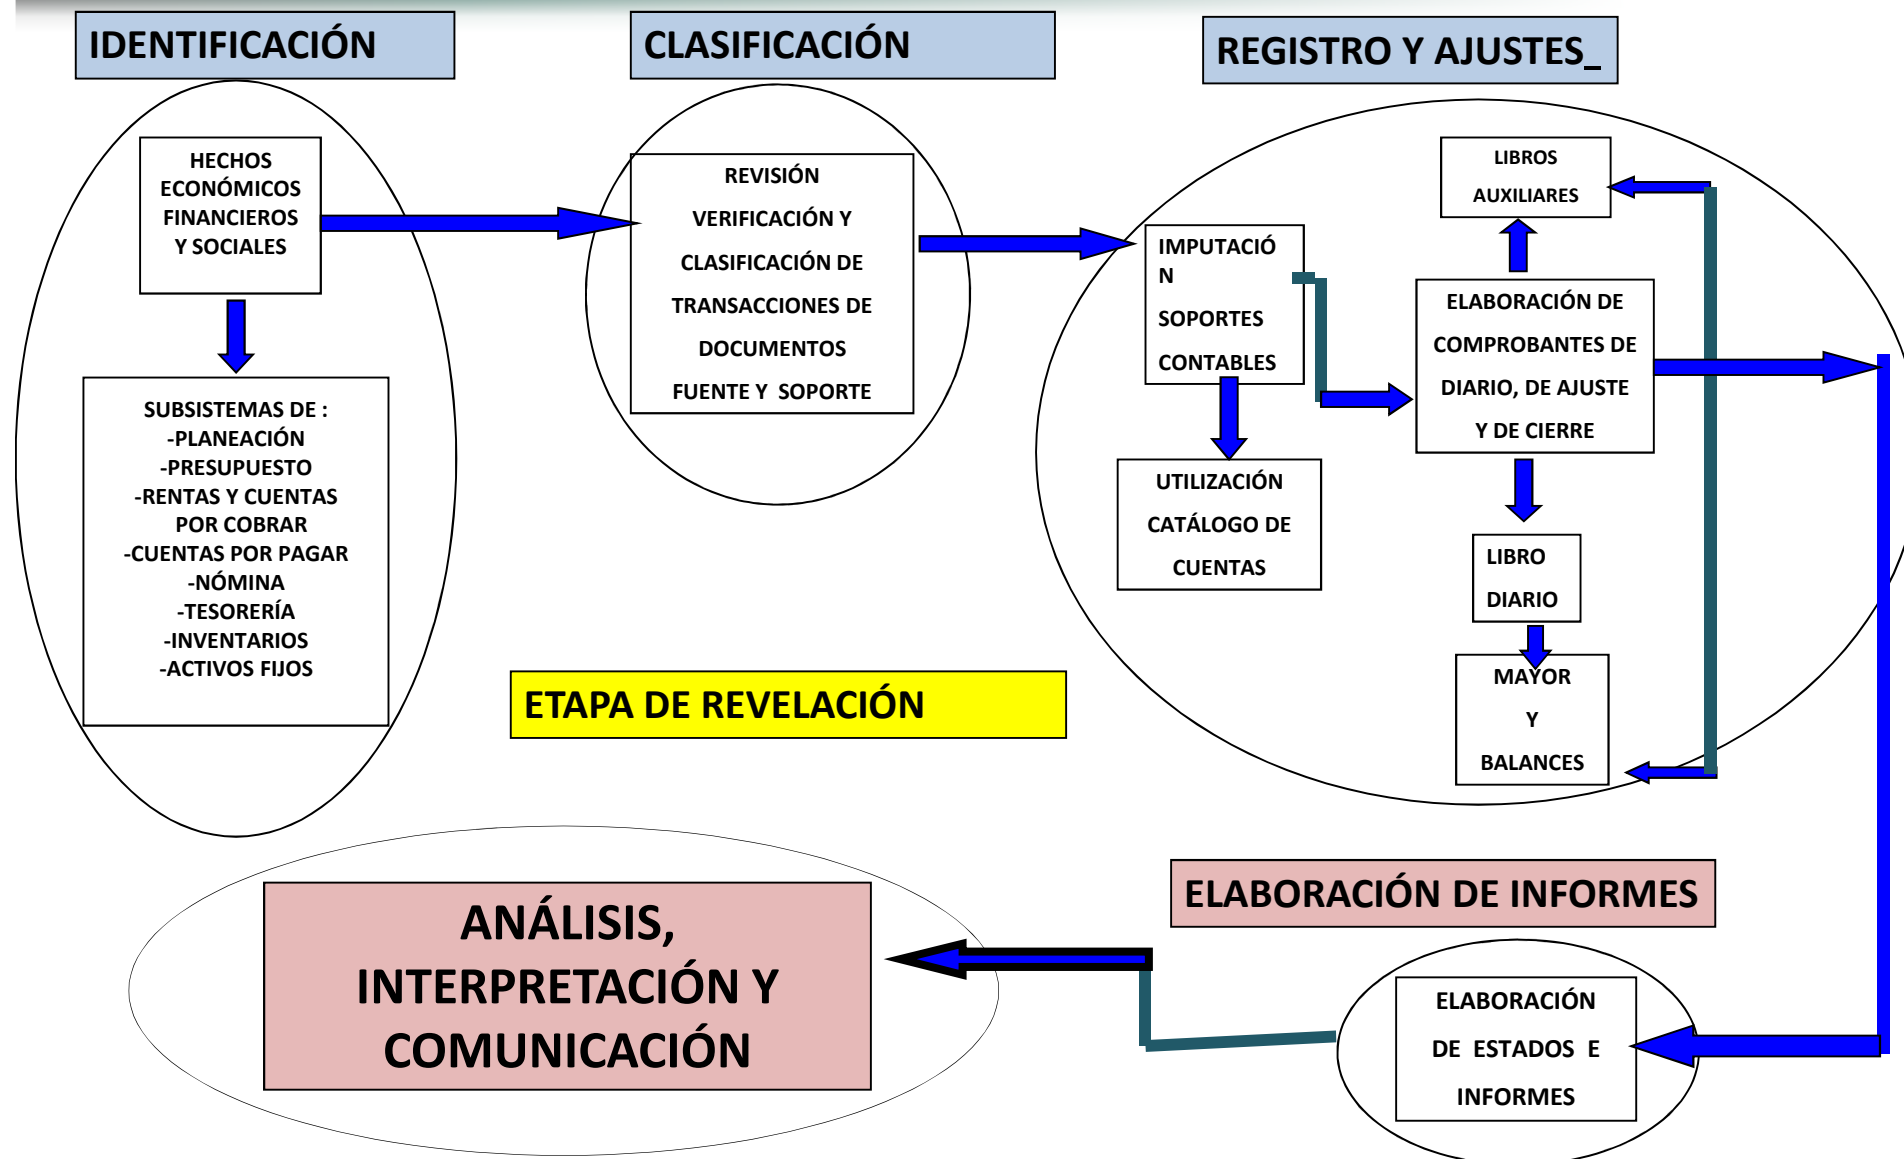 IDENTIFICACIÓN
HECHOS
ECONÓMICOS
FINANCIEROS
Y SOCIALES
SUBSISTEMAS DE :
-PLANEACIÓN
-PRESUPUESTO
-RENTAS Y CUENTAS
POR COBRAR
-CUENTAS POR PAGAR
-NÓMINA
-TESORERÍA
-INVENTARIOS
-ACTIVOS FIJOS
CLASIFICACIÓN
REVISIÓN
VERIFICACIÓN Y
CLASIFICACIÓN DE
TRANSACCIONES DE
DOCUMENTOS
FUENTE Y SOPORTE
REGISTRO Y AJUSTES_
IMPUTACIÓ
N
SOPORTES
CONTABLES
UTILIZACIÓN
CATÁLOGO DE
CUENTAS
LIBROS
AUXILIARES
ELABORACIÓN DE
COMPROBANTES DE
DIARIO, DE AJUSTE
Y DE CIERRE
LIBRO
DIARIO
MAYOR
Y
BALANCES
ETAPA DE REVELACIÓN
ELABORACIÓN DE INFORMES
ELABORACIÓN
DE ESTADOS E
INFORMES
ANÁLISIS,
INTERPRETACIÓN Y
COMUNICACIÓN